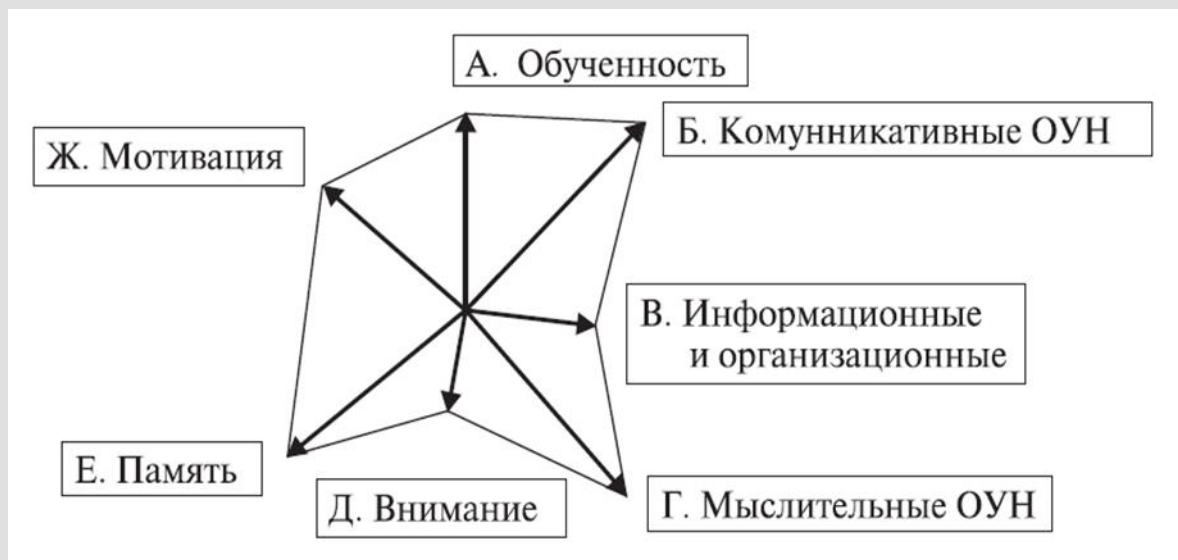 А. Обученность
Б. Комунникативные ОУН
Ж. Мотивация
В. Информационные
и организационные
Е. Память
Д. Внимание
Г. Мыслительные ОУН